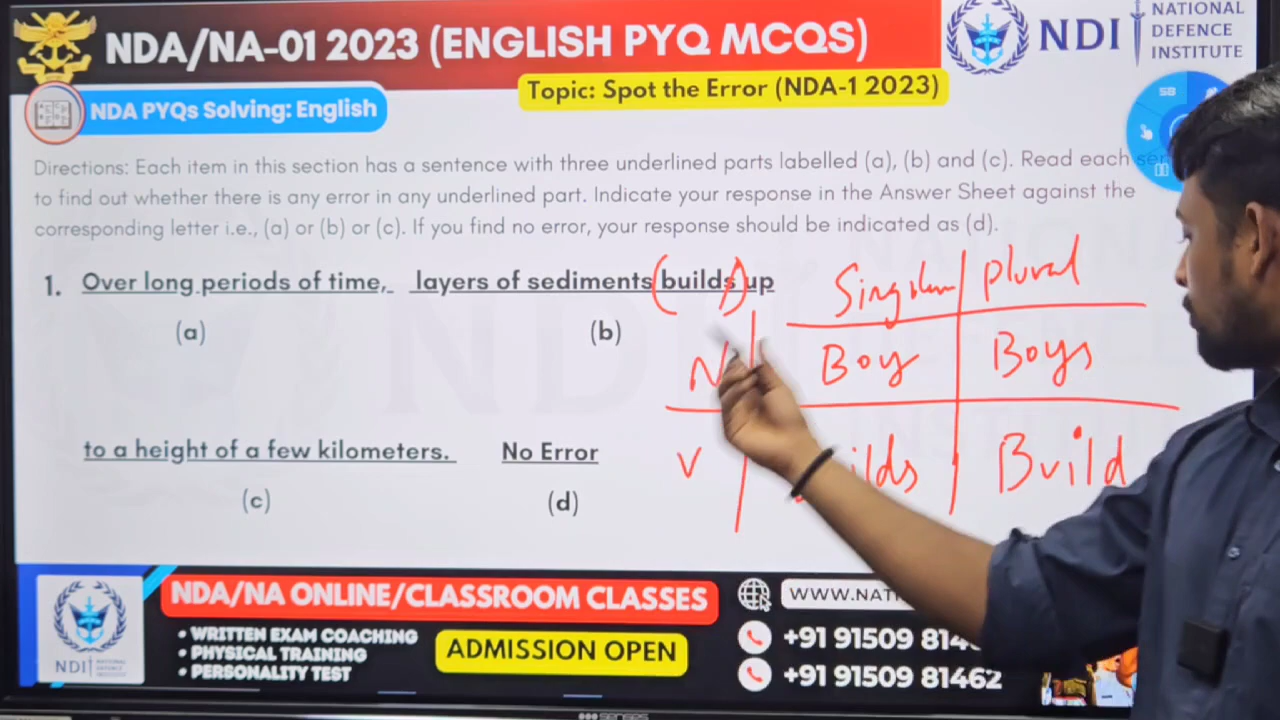 NDA/NA-01 2023 (ENGLISH PYQ MCQS)
NDI
NATIONAL
DEFENCE
INSTITUTE
Topic: Spot the Error (NDA-1 2023)
NDA PYQs Solving: English
58
Directions: Each item in this section has a sentence with three underlined parts labelled (a), (b) and (c). Read each
to find out whether there is any error in any underlined part. Indicate your response in the Answer Sheet against the
corresponding letter i.e., (a) or (b) or (c). If you find no error, your response should be indicated as (d).
1. Over long periods of time, layers of sediments (builds) up
(a) (b)
to a height of a few kilometers. No Error
(c) (d)
Singular Plural
N Boy Boys
V Build
NDI NATIONAL DEFENCE INSTITUTE
NDA/NA ONLINE/CLASSROOM CLASSES
• WRITTEN EXAM COACHING
• PHYSICAL TRAINING
• PERSONALITY TEST
ADMISSION OPEN
+91 91509 81462